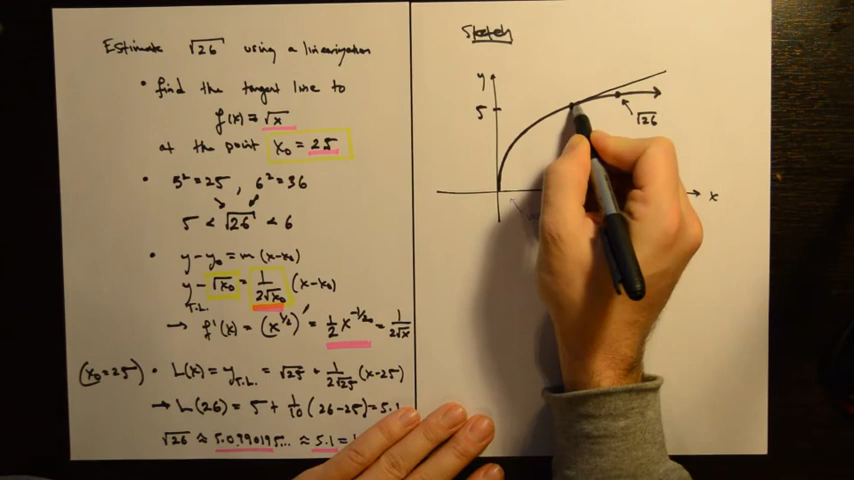 Estimate √26 using a linearization
• find the tangent line to
f(x) = √x
at the point x₀ = 25
• 5² = 25 , 6² = 36
5 < √26 < 6
• y - y₀ = m (x - x₀)
y - √x₀ = 1/(2√x₀) (x - x₀)
T.L.
→ f'(x) = (x^(1/2))' = 1/2 x^(-1/2) = 1/(2√x)
(x₀ = 25) • L(x) = y_T.L. = √25 + 1/(2√25) (x - 25)
→ L(26) = 5 + 1/10 (26 - 25) = 5.1
√26 ≈ 5.0990195... ≈ 5.1 =
Sketch
y
5
√26
x